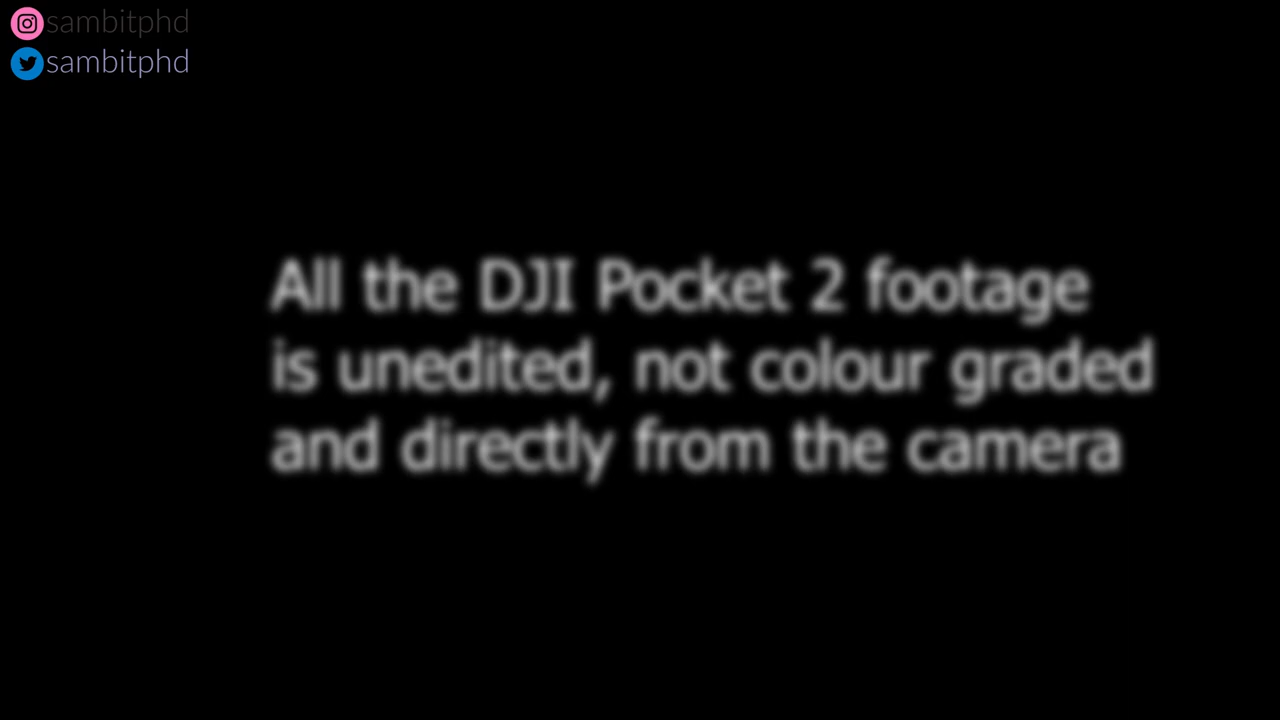 sambitphd
sambitphd
All the DJI Pocket 2 footage
is unedited, not colour graded
and directly from the camera